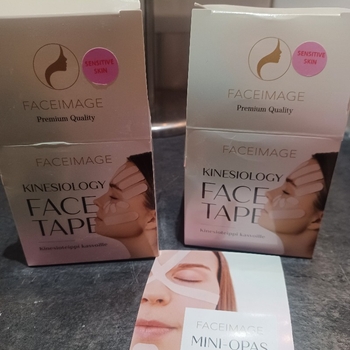 SENSITIVE
SKIN
FACEIMAGE
Premium Quality
FACEIMAGE
KINESIOLOGY
FACE
TAPE
SENSITIVE
SKIN
FACEIMAGE
Premium Quality
FACEIMAGE
KINESIOLOGY
FACE
TAPE
FACEIMAGE
MINI-OPAS